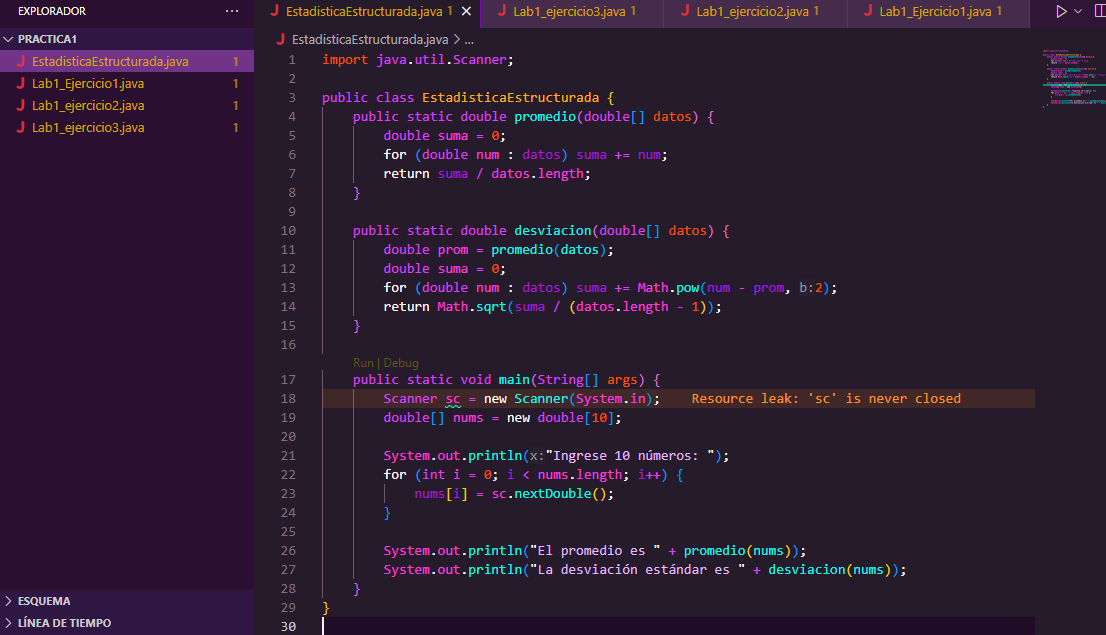 EXPLORADOR ...
PRACTICA1
EstadisticaEstructurada.java 1
Lab1_Ejercicio1.java 1
Lab1_ejercicio2.java 1
Lab1_ejercicio3.java 1
ESQUEMA
LÍNEA DE TIEMPO
EstadisticaEstructurada.java 1 Lab1_ejercicio3.java 1 Lab1_ejercicio2.java 1 Lab1_Ejercicio1.java 1
EstadisticaEstructurada.java > ...
1 import java.util.Scanner;
2
3 public class EstadisticaEstructurada {
4 public static double promedio(double[] datos) {
5 double suma = 0;
6 for (double num : datos) suma += num;
7 return suma / datos.length;
8 }
9
10 public static double desviacion(double[] datos) {
11 double prom = promedio(datos);
12 double suma = 0;
13 for (double num : datos) suma += Math.pow(num - prom, b:2);
14 return Math.sqrt(suma / (datos.length - 1));
15 }
16
Run | Debug
17 public static void main(String[] args) {
18 Scanner sc = new Scanner(System.in); Resource leak: 'sc' is never closed
19 double[] nums = new double[10];
20
21 System.out.println(x:"Ingrese 10 números: ");
22 for (int i = 0; i < nums.length; i++) {
23 nums[i] = sc.nextDouble();
24 }
25
26 System.out.println("El promedio es " + promedio(nums));
27 System.out.println("La desviación estándar es " + desviacion(nums));
28 }
29 }
30